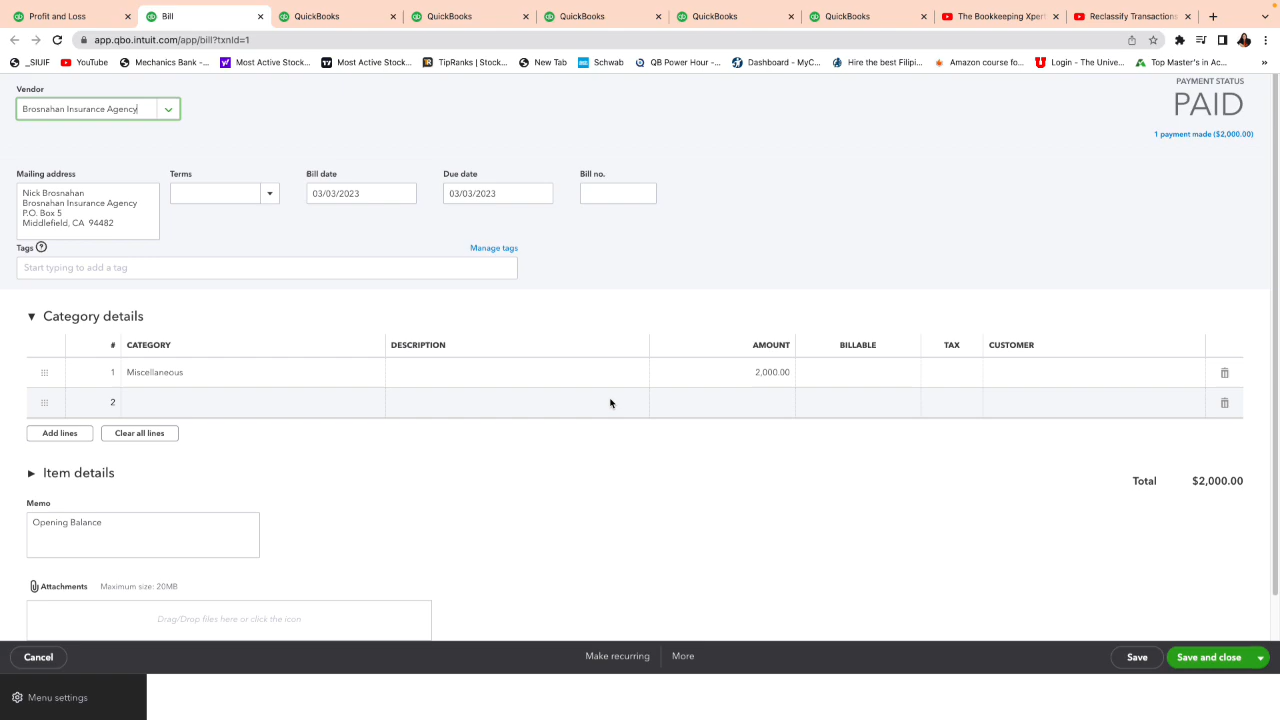 Profit and Loss
Bill
QuickBooks
QuickBooks
QuickBooks
QuickBooks
QuickBooks
The Bookkeeping Xpert
Reclassify Transactions
app.qbo.intuit.com/app/bill?txnId=1
_SIUIF
YouTube
Mechanics Bank -...
Most Active Stock...
Most Active Stock...
TipRanks | Stock...
New Tab
Schwab
QB Power Hour -...
Dashboard - MyC...
Hire the best Filipi...
Amazon course fo...
Login - The Unive...
Top Master's in Ac...
»
Vendor
Brosnahan Insurance Agency
PAYMENT STATUS
PAID
1 payment made ($2,000.00)
Mailing address
Terms
Bill date
Due date
Bill no.
Nick Brosnahan
Brosnahan Insurance Agency
P.O. Box 5
Middlefield, CA 94482
03/03/2023
03/03/2023
Tags ?
Manage tags
Start typing to add a tag
Category details
# CATEGORY DESCRIPTION AMOUNT BILLABLE TAX CUSTOMER
1 Miscellaneous 2,000.00
2
Add lines
Clear all lines
Item details
Total $2,000.00
Memo
Opening Balance
Attachments Maximum size: 20MB
Drag/Drop files here or click the icon
Cancel
Make recurring
More
Save
Save and close
Menu settings